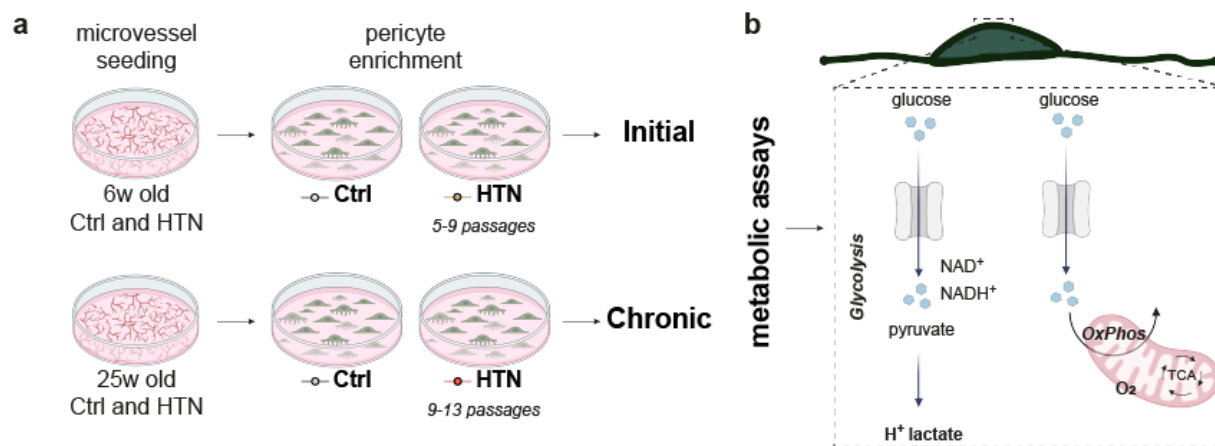 a
microvessel
seeding
pericyte
enrichment
6w old
Ctrl and HTN
Ctrl
HTN
5-9 passages
Initial
25w old
Ctrl and HTN
Ctrl
HTN
9-13 passages
Chronic
b
metabolic assays
glucose
glucose
Glycolysis
NAD⁺
NADH⁺
pyruvate
H⁺ lactate
OxPhos
TCA
O₂